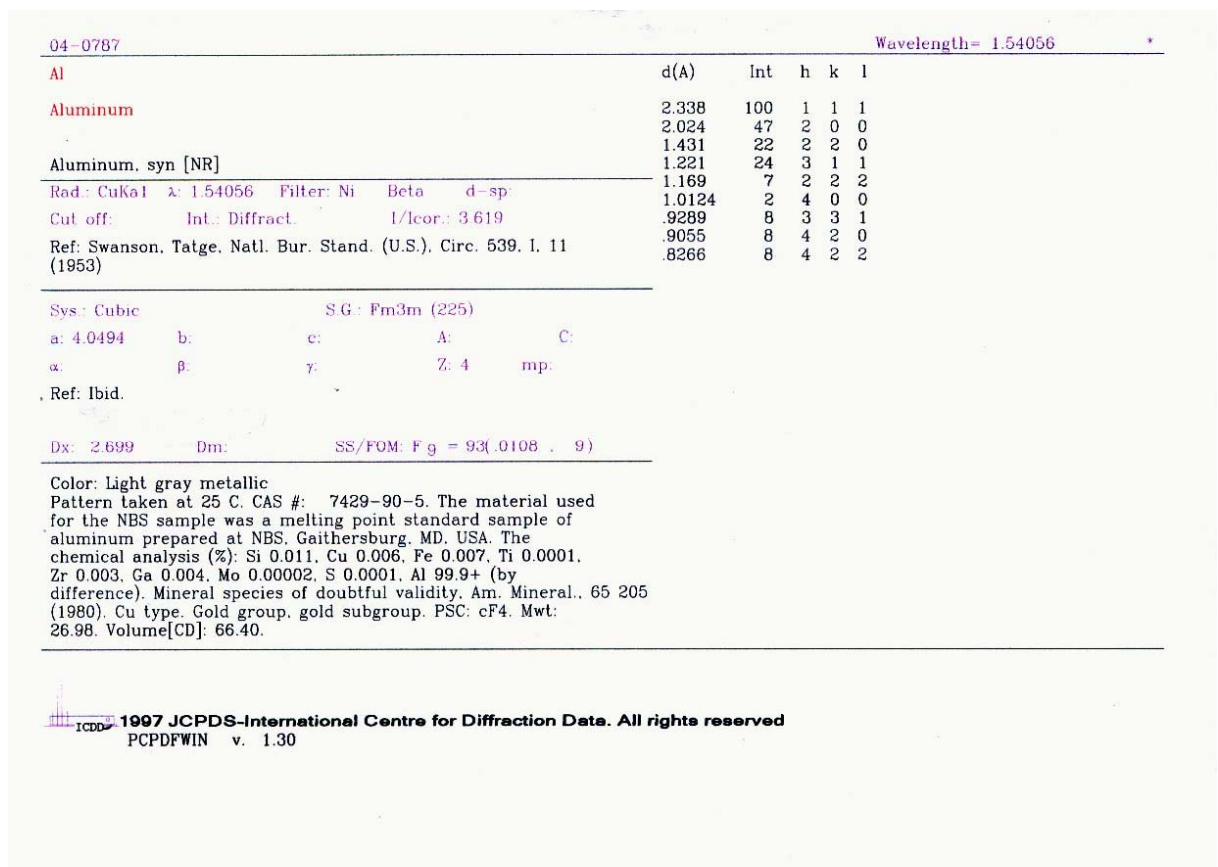 04-0787 Wavelength= 1.54056 *
Al
Aluminum
Aluminum, syn [NR]
Rad.: CuKa1 λ: 1.54056 Filter: Ni Beta d-sp:
Cut off: Int.: Diffract. I/Icor.: 3.619
Ref: Swanson, Tatge, Natl. Bur. Stand. (U.S.), Circ. 539, I, 11
(1953)
Sys.: Cubic S.G.: Fm3m (225)
a: 4.0494 b: c: A: C:
α: β: γ: Z: 4 mp:
Ref: Ibid.
Dx: 2.699 Dm: SS/FOM: F 9 = 93(.0108 , 9)
Color: Light gray metallic
Pattern taken at 25 C. CAS #: 7429-90-5. The material used
for the NBS sample was a melting point standard sample of
aluminum prepared at NBS, Gaithersburg, MD, USA. The
chemical analysis (%): Si 0.011, Cu 0.006, Fe 0.007, Ti 0.0001,
Zr 0.003, Ga 0.004, Mo 0.00002, S 0.0001, Al 99.9+ (by
difference). Mineral species of doubtful validity, Am. Mineral., 65 205
(1980). Cu type. Gold group, gold subgroup. PSC: cF4. Mwt:
26.98. Volume[CD]: 66.40.
d(A) Int h k l
2.338 100 1 1 1
2.024 47 2 0 0
1.431 22 2 2 0
1.221 24 3 1 1
1.169 7 2 2 2
1.0124 2 4 0 0
.9289 8 3 3 1
.9055 8 4 2 0
.8266 8 4 2 2
ICDD 1997 JCPDS-International Centre for Diffraction Data. All rights reserved
PCPDFWIN v. 1.30